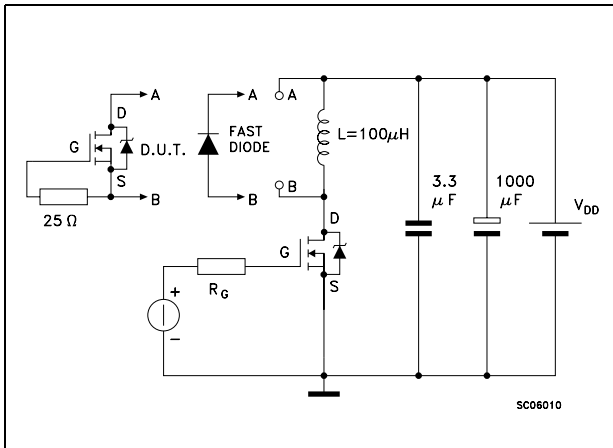 A
D
G
D.U.T.
S
B
25 Ω
A
FAST
DIODE
B
A
L=100μH
B
D
G
S
R_G
+
-
3.3
μF
1000
μF
V_DD
SC06010